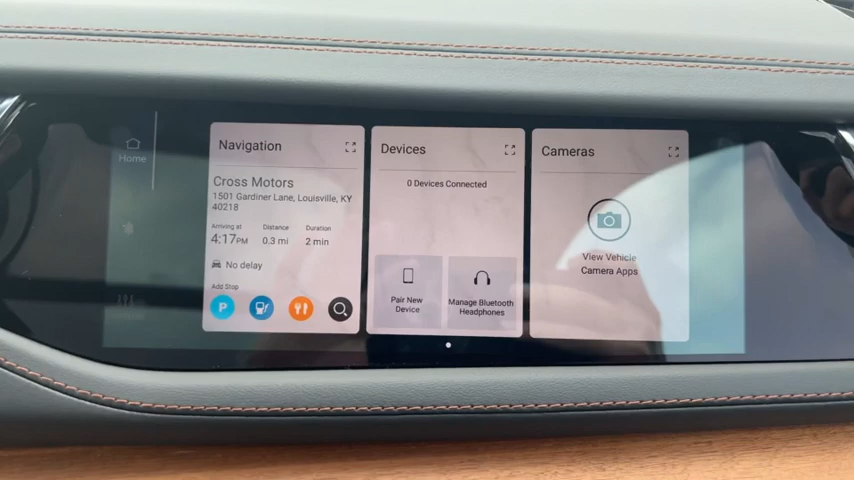 Home
Navigation
Cross Motors
1501 Gardiner Lane, Louisville, KY
40218
Arriving at
Distance
Duration
4:17PM
0.3 mi
2 min
No delay
Add Stop
P
Devices
0 Devices Connected
Pair New
Device
Manage Bluetooth
Headphones
Cameras
View Vehicle
Camera Apps